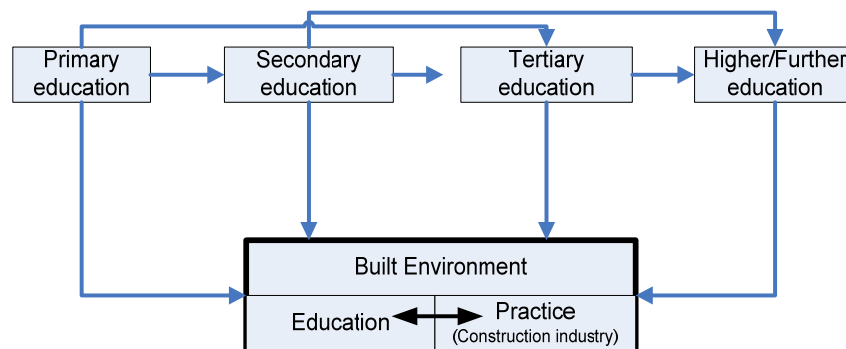 Primary
education
Secondary
education
Tertiary
education
Higher/Further
education
Built Environment
Education
Practice
(Construction industry)